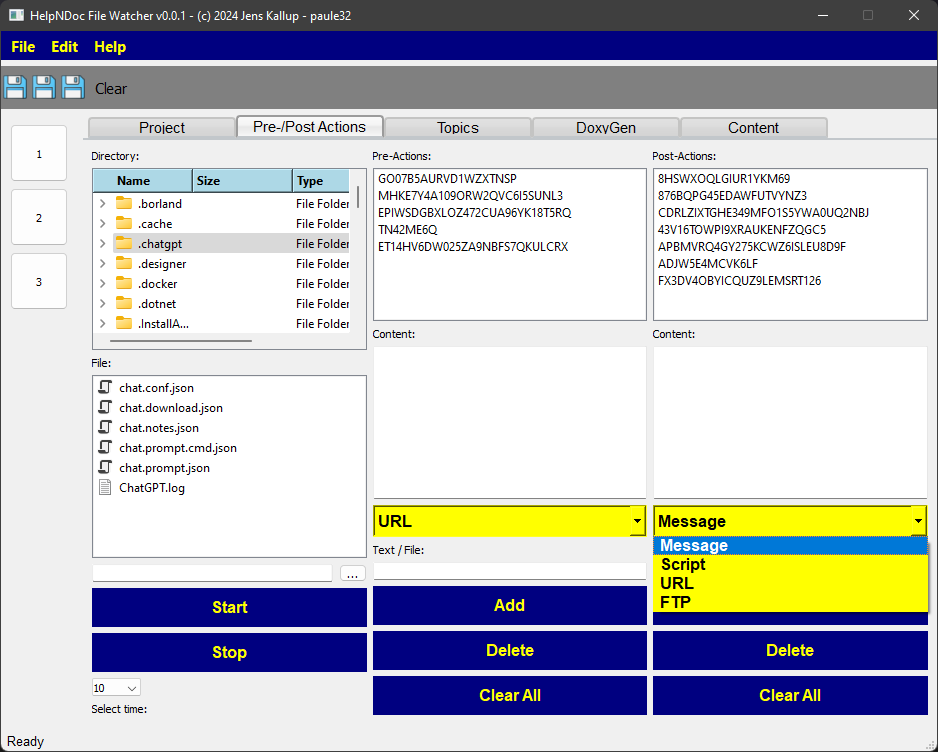 HelpNDoc File Watcher v0.0.1 - (c) 2024 Jens Kallup - paule32
File Edit Help
Clear
1
2
3
Project Pre-/Post Actions Topics DoxyGen Content
Directory:
Name Size Type
.borland File Folder
.cache File Folder
.chatgpt File Folder
.designer File Folder
.docker File Folder
.dotnet File Folder
.InstallA... File Folder
File:
chat.conf.json
chat.download.json
chat.notes.json
chat.prompt.cmd.json
chat.prompt.json
ChatGPT.log
...
Start
Stop
10
Select time:
Pre-Actions:
GO07B5AURVD1WZXTNSP
MHKE7Y4A109ORW2QVC6I5SUNL3
EPIWSDGBXLOZ472CUA96YK18T5RQ
TN42ME6Q
ET14HV6DW025ZA9NBFS7QKULCRX
Content:
URL
Text / File:
Add
Delete
Clear All
Post-Actions:
8HSWXOQLGIUR1YKM69
876BQPG45EDAWFUTVYNZ3
CDRLZIXTGHE349MFO1S5YWA0UQ2NBJ
43V16TOWPI9XRAUKENFZQGC5
APBMVRQ4GY275KCWZ6ISLEU8D9F
ADJW5E4MCVK6LF
FX3DV4OBYICQUZ9LEMSRT126
Content:
Message
Message
Script
URL
FTP
Delete
Clear All
Ready